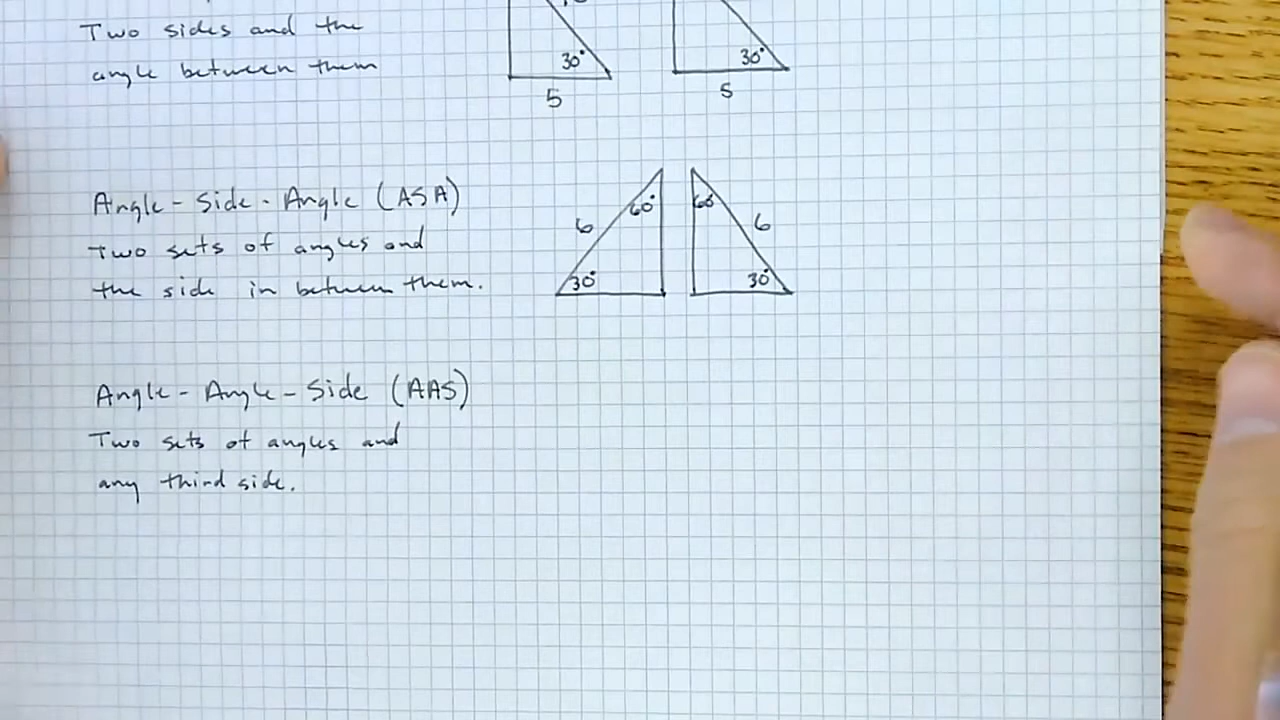 Two sides and the
angle between them
30° 30°
5 5
Angle - Side - Angle (ASA)
Two sets of angles and
the side in between them.
60° 60°
6 6
30° 30°
Angle - Angle - Side (AAS)
Two sets of angles and
any third side.